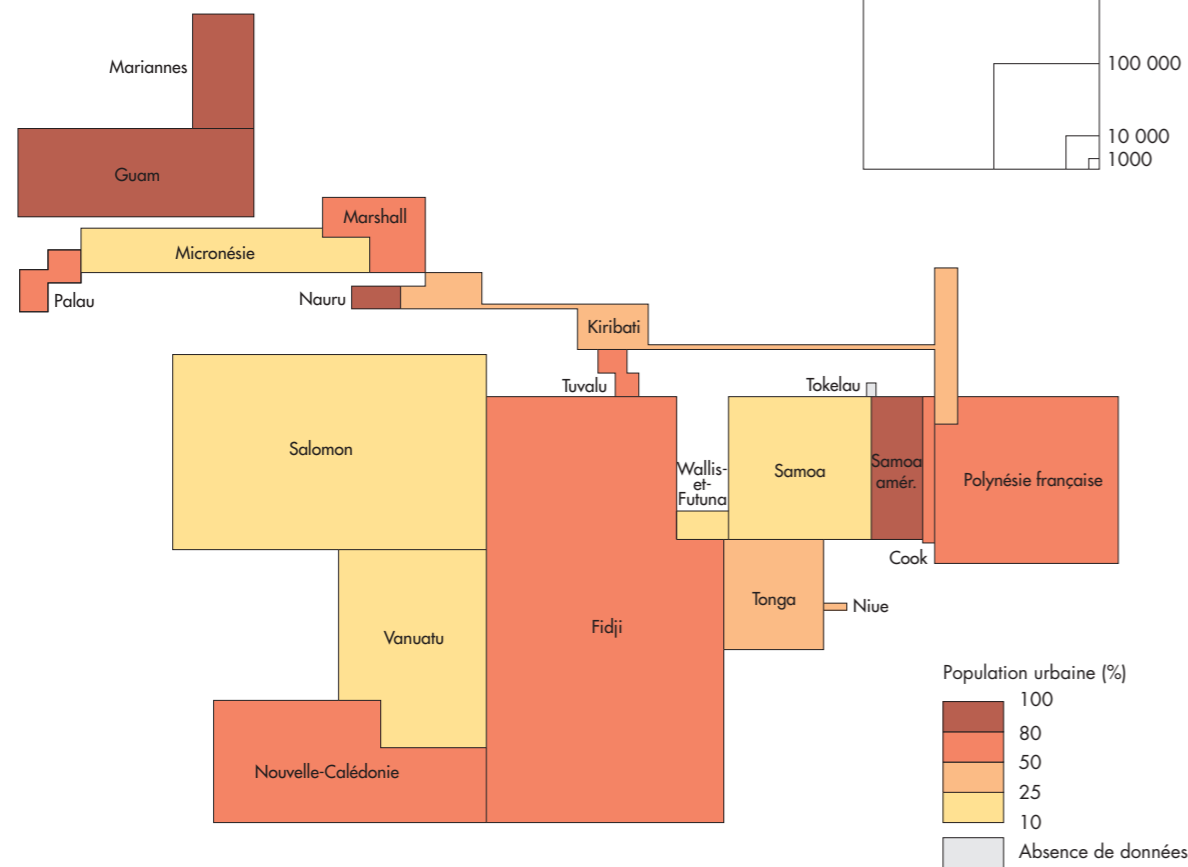 100 000
10 000
1000
Mariannes
Guam
Marshall
Micronésie
Palau
Nauru
Kiribati
Tuvalu
Tokelau
Salomon
Wallis-
et-
Futuna
Samoa
Samoa
amér.
Polynésie française
Cook
Tonga
Niue
Fidji
Vanuatu
Nouvelle-Calédonie
Population urbaine (%)
100
80
50
25
10
Absence de données